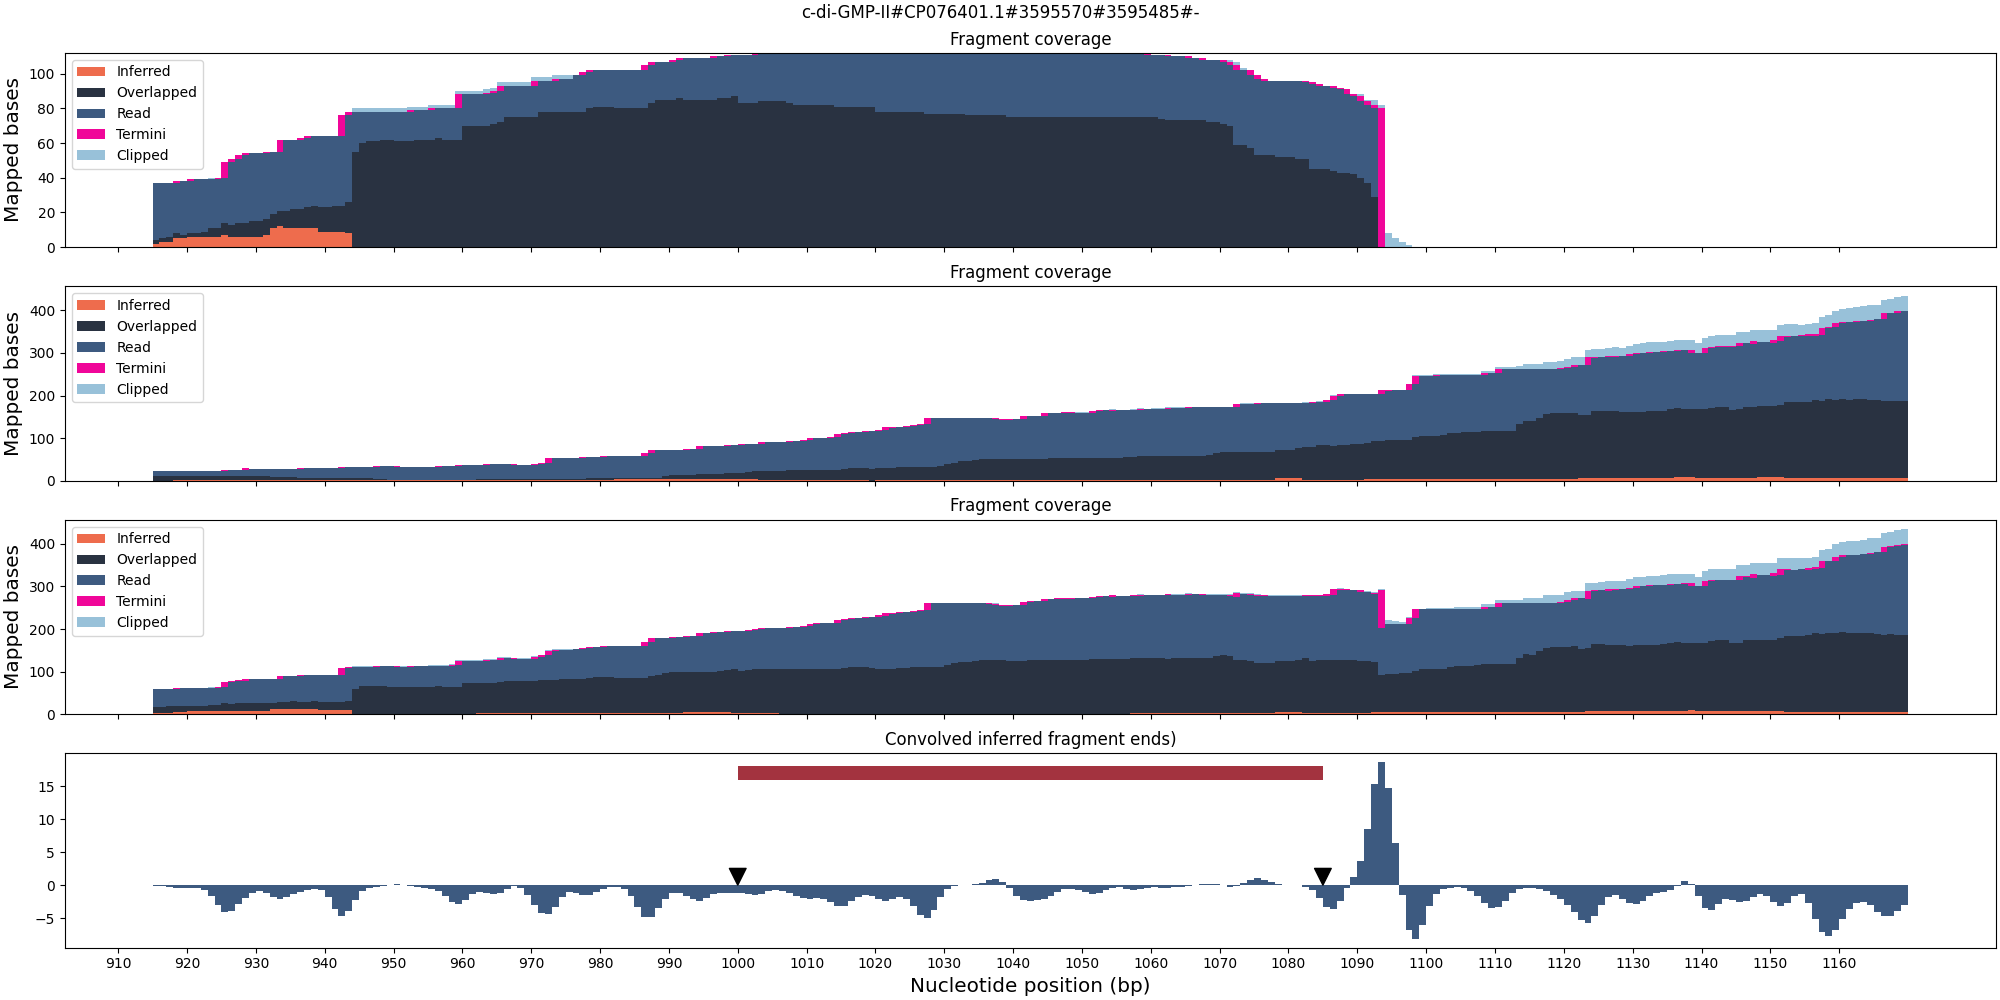 c-di-GMP-II#CP076401.1#3595570#3595485#-
Fragment coverage
Mapped bases
100
80
60
40
20
0
Inferred
Overlapped
Read
Termini
Clipped
Fragment coverage
Mapped bases
400
300
200
100
0
Inferred
Overlapped
Read
Termini
Clipped
Fragment coverage
Mapped bases
400
300
200
100
0
Inferred
Overlapped
Read
Termini
Clipped
Convolved inferred fragment ends)
15
10
5
0
−5
910 920 930 940 950 960 970 980 990 1000 1010 1020 1030 1040 1050 1060 1070 1080 1090 1100 1110 1120 1130 1140 1150 1160
Nucleotide position (bp)